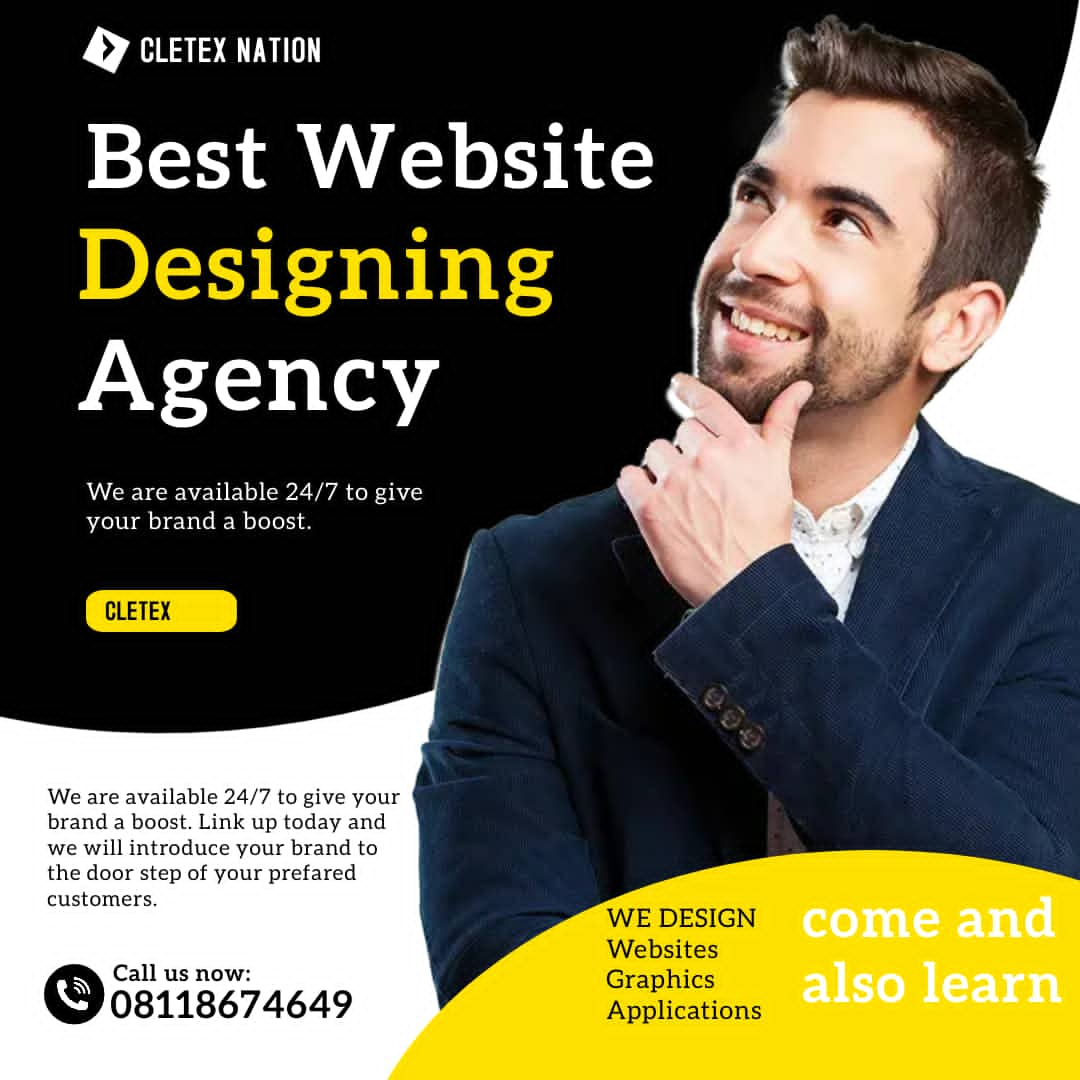 CLETEX NATION
Best Website
Designing
Agency
We are available 24/7 to give
your brand a boost.
CLETEX
We are available 24/7 to give your
brand a boost. Link up today and
we will introduce your brand to
the door step of your prefared
customers.
Call us now:
08118674649
WE DESIGN
Websites
Graphics
Applications
come and
also learn